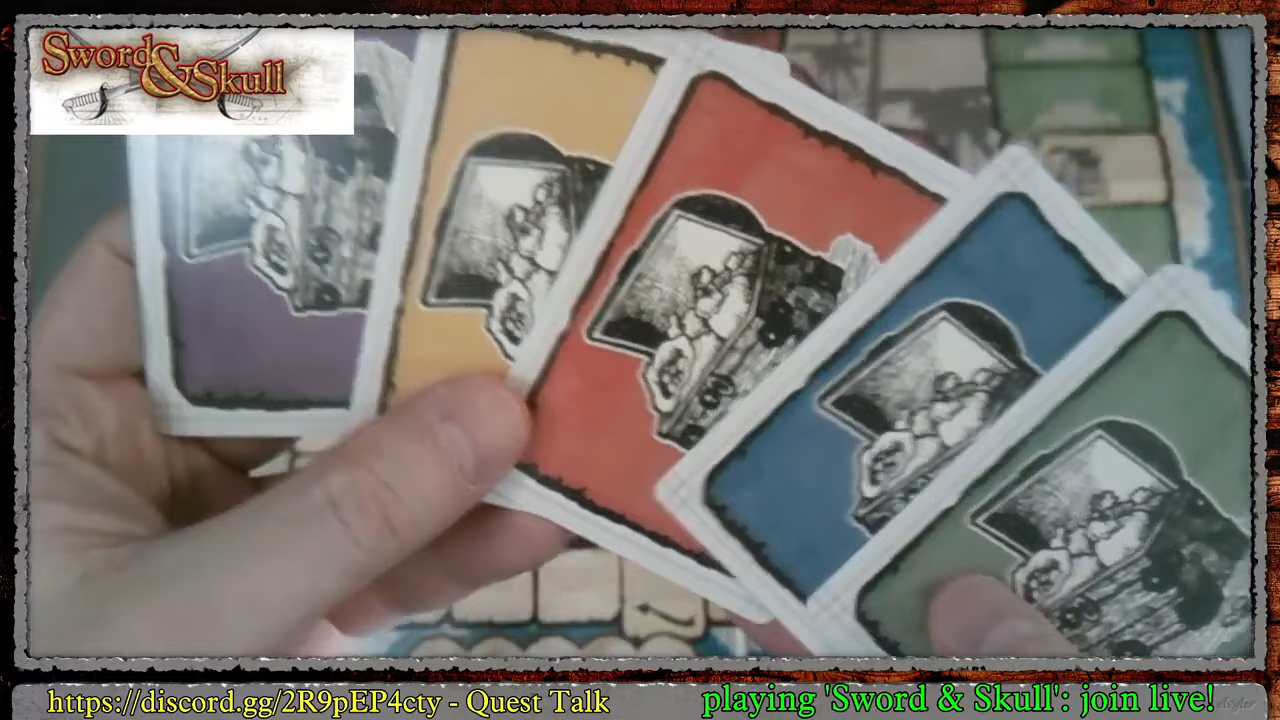 Sword & Skull
https://discord.gg/2R9pEP4cty - Quest Talk
playing 'Sword & Skull': join live!